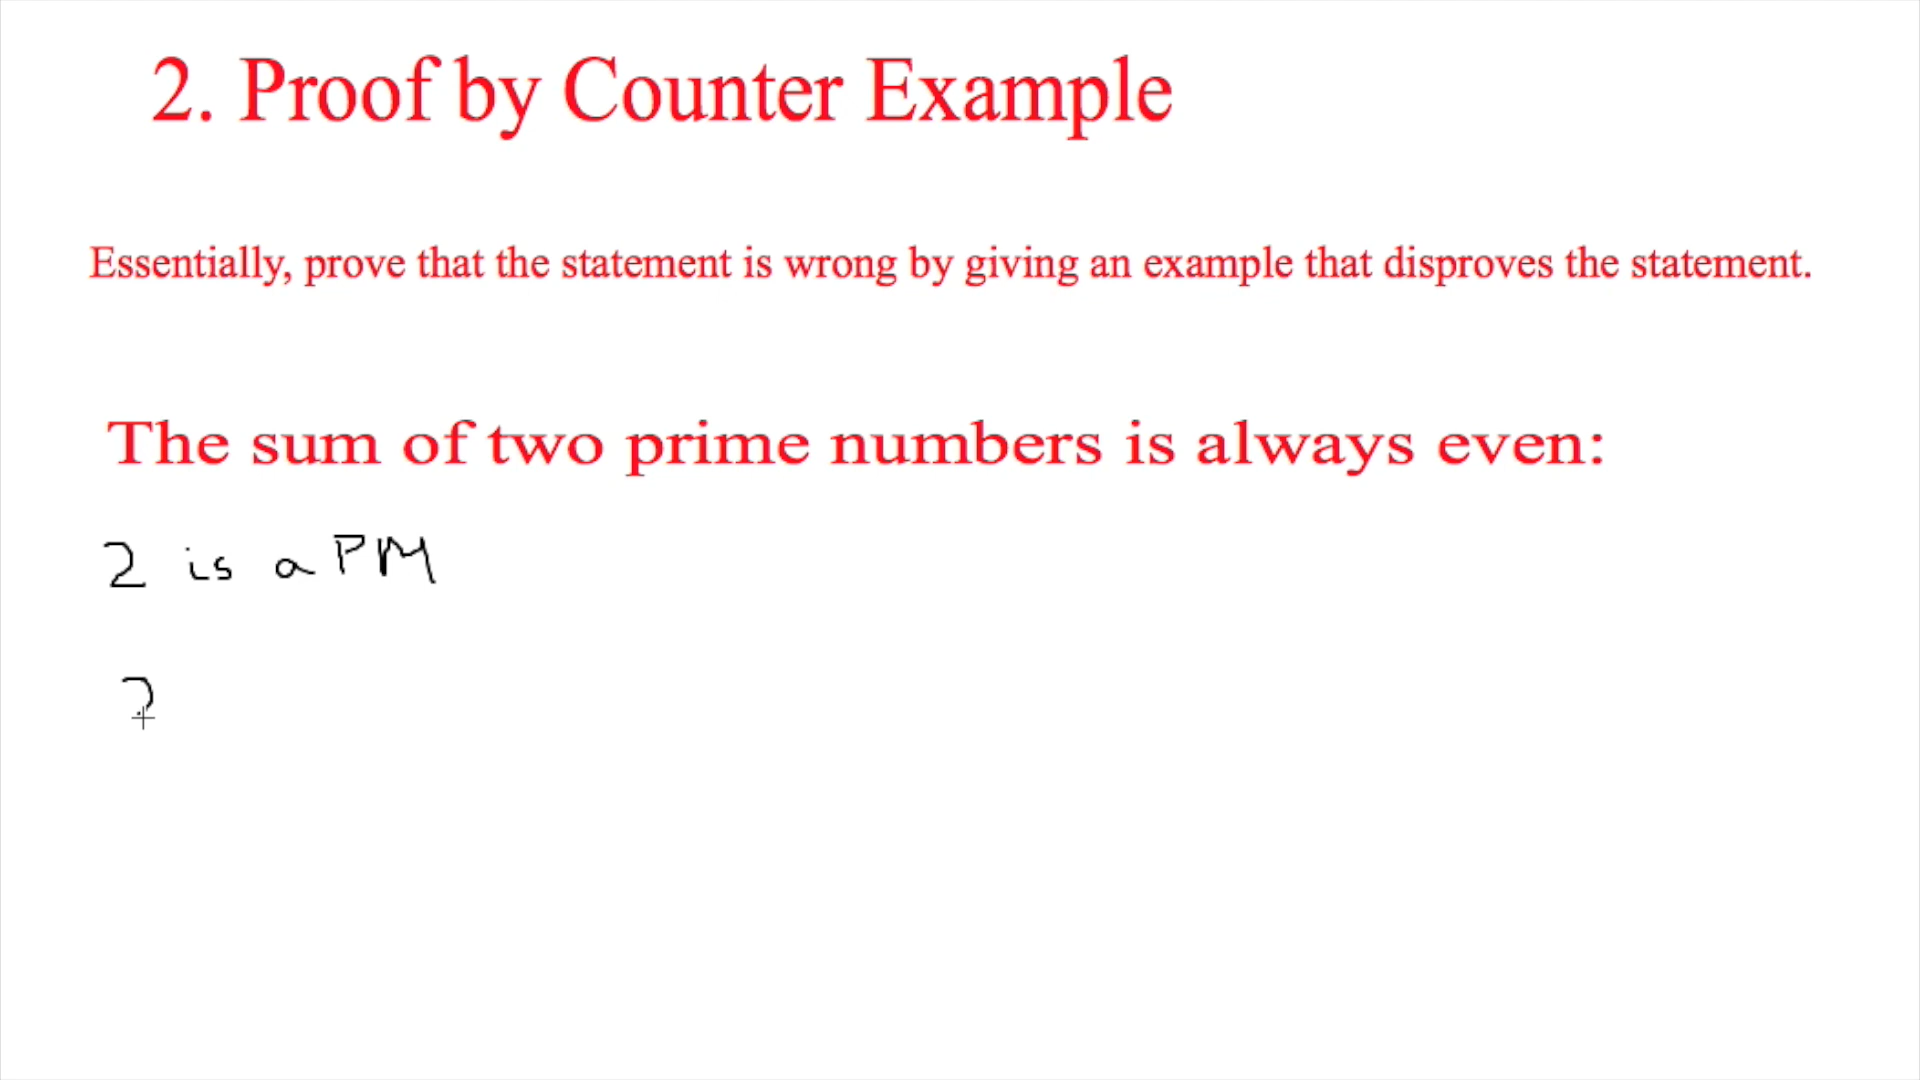 2. Proof by Counter Example
Essentially, prove that the statement is wrong by giving an example that disproves the statement.
The sum of two prime numbers is always even:
2 is a PM